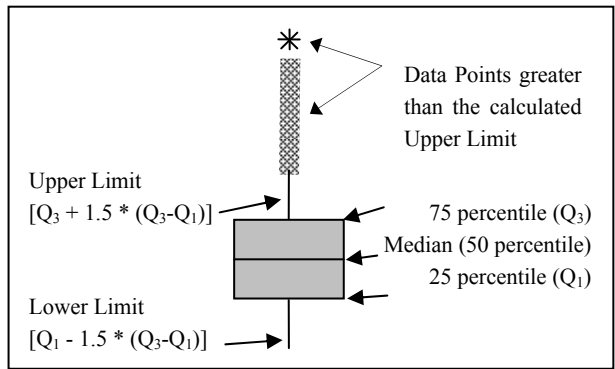 Data Points greater
than the calculated
Upper Limit
Upper Limit
[Q₃ + 1.5 * (Q₃-Q₁)]
75 percentile (Q₃)
Median (50 percentile)
25 percentile (Q₁)
Lower Limit
[Q₁ - 1.5 * (Q₃-Q₁)]